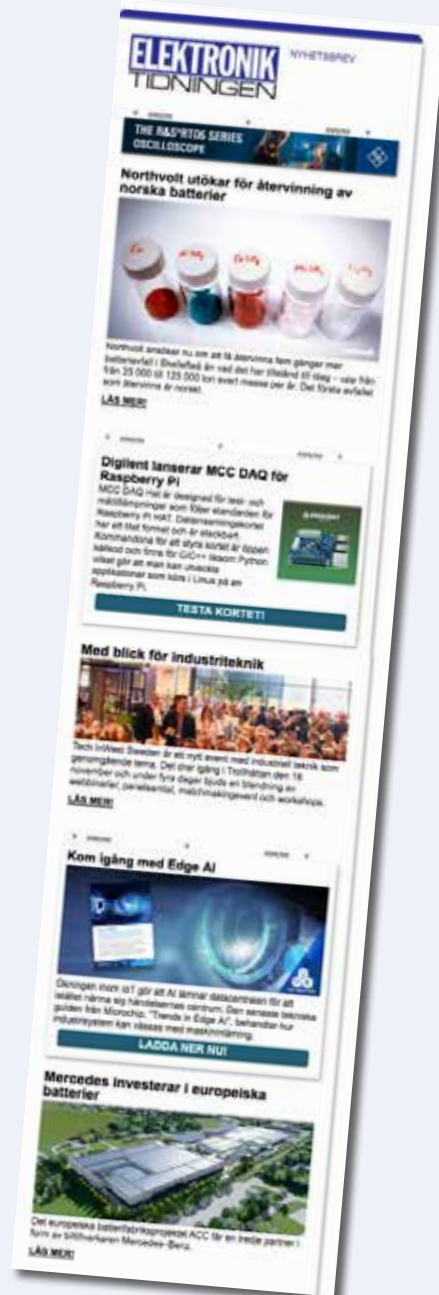 ELEKTRONIK
TIDNINGEN
NYHETSBREV
THE R&S®RTO6 SERIES
OSCILLOSCOPE
Northvolt utökar för återvinning av
norska batterier
Northvolt ansöker nu om att få återvinna fem gånger mer
batteriavfall i Skellefteå än vad det har tillstånd till idag – upp från
från 25 000 till 125 000 ton svart massa per år. Det första avfallet
som återvinns är norskt.
LÄS MER!
Digilent lanserar MCC DAQ för
Raspberry Pi
MCC DAQ Hat är designad för test- och
mättillämpningar som följer standarden för
Raspberry Pi HAT. Datainsamlingskortet
har ett litet format och är stackbart.
Kommandona för att styra kortet är öppen
källkod och finns för C/C++ liksom Python
vilket gör att man kan utveckla
applikationer som körs i Linux på en
Raspberry Pi.
TESTA KORTET!
Med blick för industriteknik
Tech InWest Sweden är ett nytt event med industriell teknik som
genomgående tema. Det drar igång i Trollhättan den 16
november och under fyra dagar bjuds en blandning av
webbinarier, panelsamtal, matchmakingevent och workshops.
LÄS MER!
Kom igång med Edge AI
Ökningen inom IoT gör att AI lämnar datacentralen för att
istället närma sig händelsernas centrum. Den senaste tekniska
guiden från Microchip, "Trends in Edge AI", behandlar hur
industrisystem kan vässas med maskininlärning.
LADDA NER NU!
Mercedes investerar i europeiska
batterier
Det europeiska batterifabriksprojektet ACC får en tredje partner i
form av biltillverkaren Mercedes-Benz.
LÄS MER!